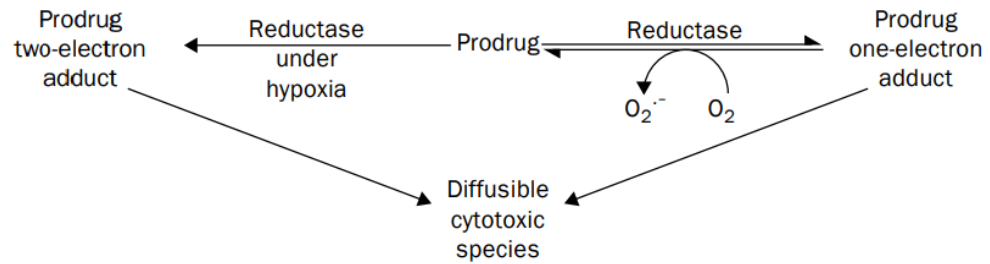 Prodrug
two-electron
adduct
Reductase
under
hypoxia
Prodrug
Reductase
O₂·⁻
O₂
Prodrug
one-electron
adduct
Diffusible
cytotoxic
species